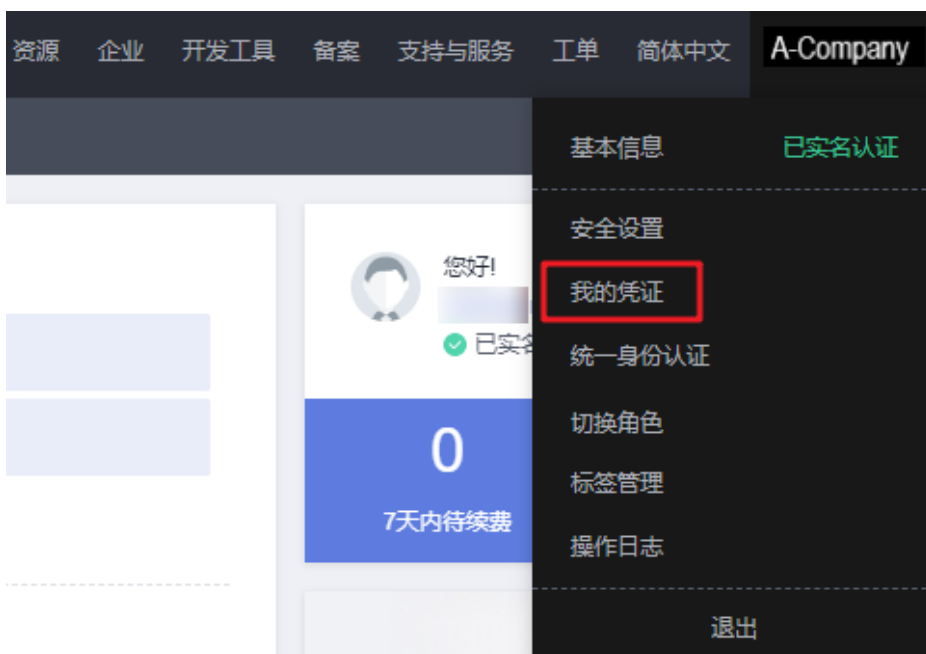 资源 企业 开发工具 备案 支持与服务 工单 简体中文 A-Company
基本信息 已实名认证
安全设置
您好!
我的凭证
已实名
统一身份认证
切换角色
0
标签管理
7天内待续费
操作日志
退出